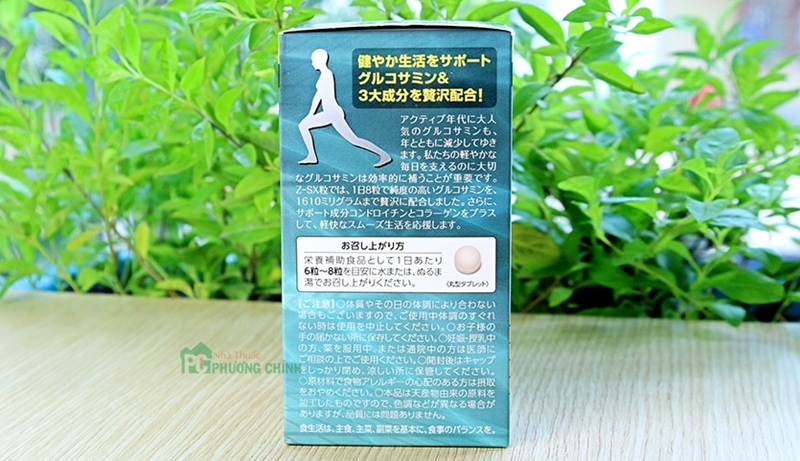 健やか生活をサポート
グルコサミン&
3大成分を贅沢配合!
アクティブ年代に大人
気のグルコサミンも、
年とともに減少してゆき
ます。私たちの軽やかな
毎日を支えるのに大切
なグルコサミンは効率的に補うことが重要です。
Z-SX粒では、1日8粒で純度の高いグルコサミンを、
1610ミリグラムまで贅沢に配合しました。さらに、
サポート成分コンドロイチンとコラーゲンをプラス
して、軽快なスムーズ生活を応援します。
お召し上がり方
栄養補助食品として1日あたり
6粒〜8粒を目安に水または、ぬるま
湯でお召し上がりください。
(丸型タブレット)
【ご注意】○体質やその日の体調により合わない
場合もございますので、ご使用中体調のすぐれ
ない時は使用を中止してください。○お子様の
手の届かない所に保存してください。○妊娠・授乳中
の方、薬を服用中、または通院中の方は医師に
ご相談の上でご使用ください。○開封後はキャップ
をしっかり閉め、涼しい所に保管してください。
○原材料で食物アレルギーの心配のある方は摂取
をおやめください。○本品は天産物由来の原料を
加工したものですので、色調などが異なる場合が
ありますが、品質には問題ありません。
食生活は、主食、主菜、副菜を基本に、食事のバランスを。
Nhà Thuốc
PG
PHƯƠNG CHÍNH